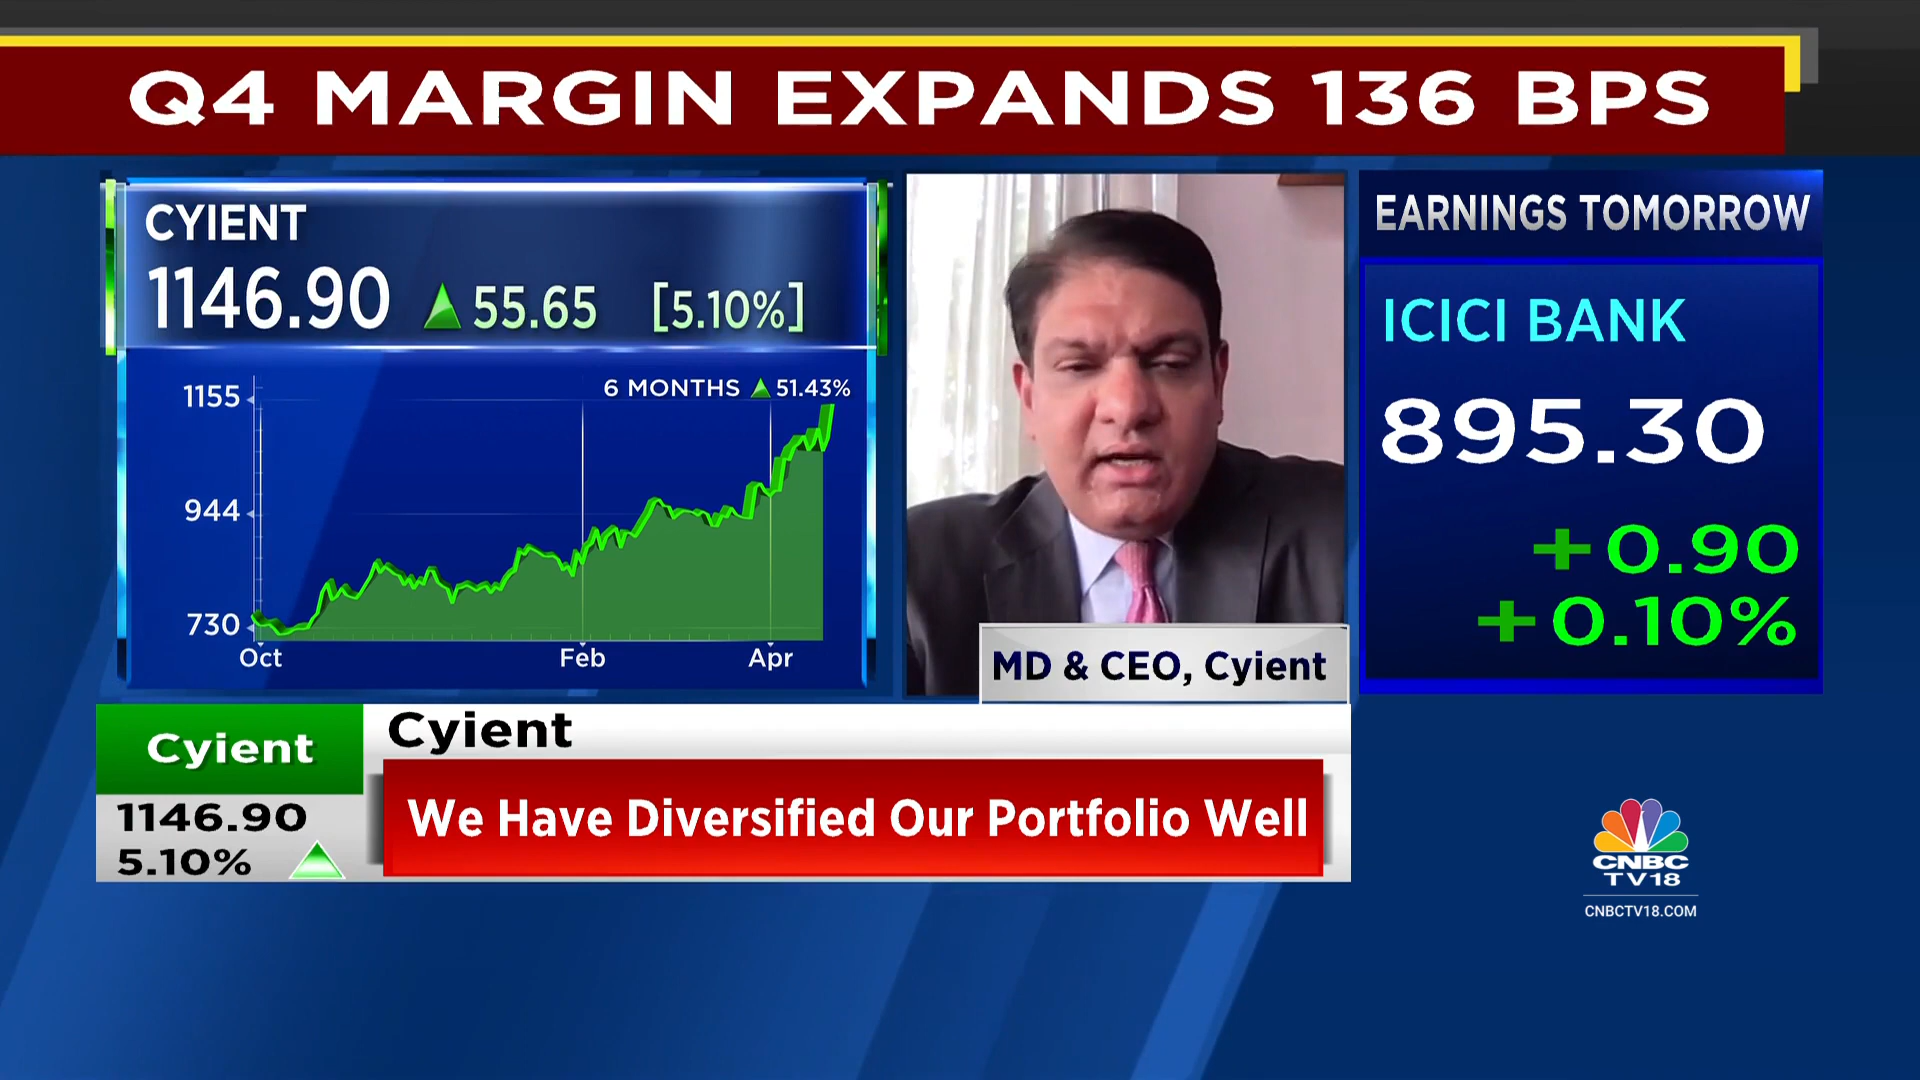 Q4 MARGIN EXPANDS 136 BPS
CYIENT
1146.90 ▲ 55.65 [5.10%]
6 MONTHS ▲ 51.43%
1155
944
730
Oct Feb Apr
MD & CEO, Cyient
EARNINGS TOMORROW
ICICI BANK
895.30
+0.90
+0.10%
Cyient
1146.90
5.10%
Cyient
We Have Diversified Our Portfolio Well
CNBC
TV18
CNBCTV18.COM